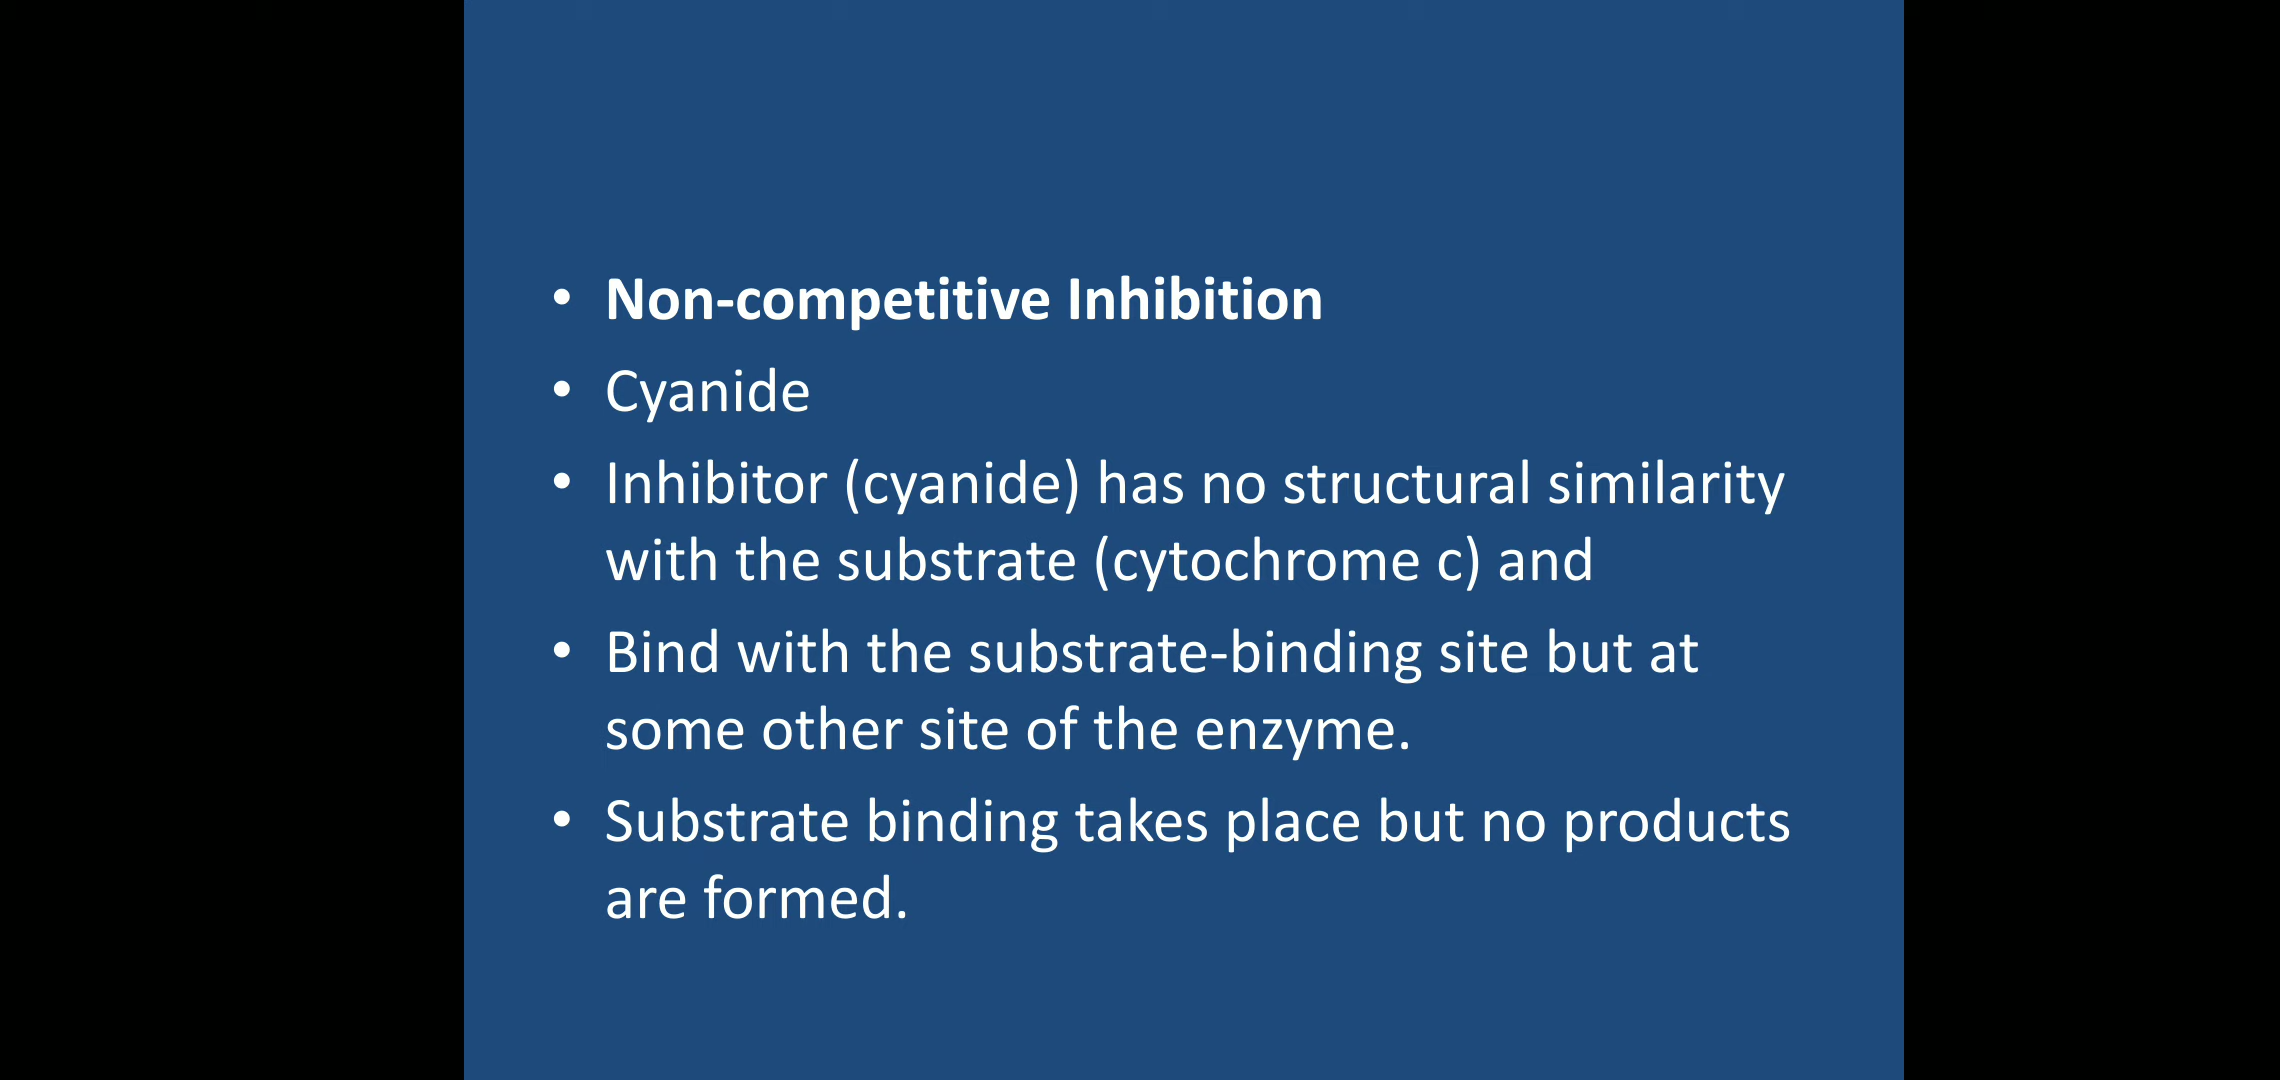 • Non-competitive Inhibition
• Cyanide
• Inhibitor (cyanide) has no structural similarity
with the substrate (cytochrome c) and
• Bind with the substrate-binding site but at
some other site of the enzyme.
• Substrate binding takes place but no products
are formed.